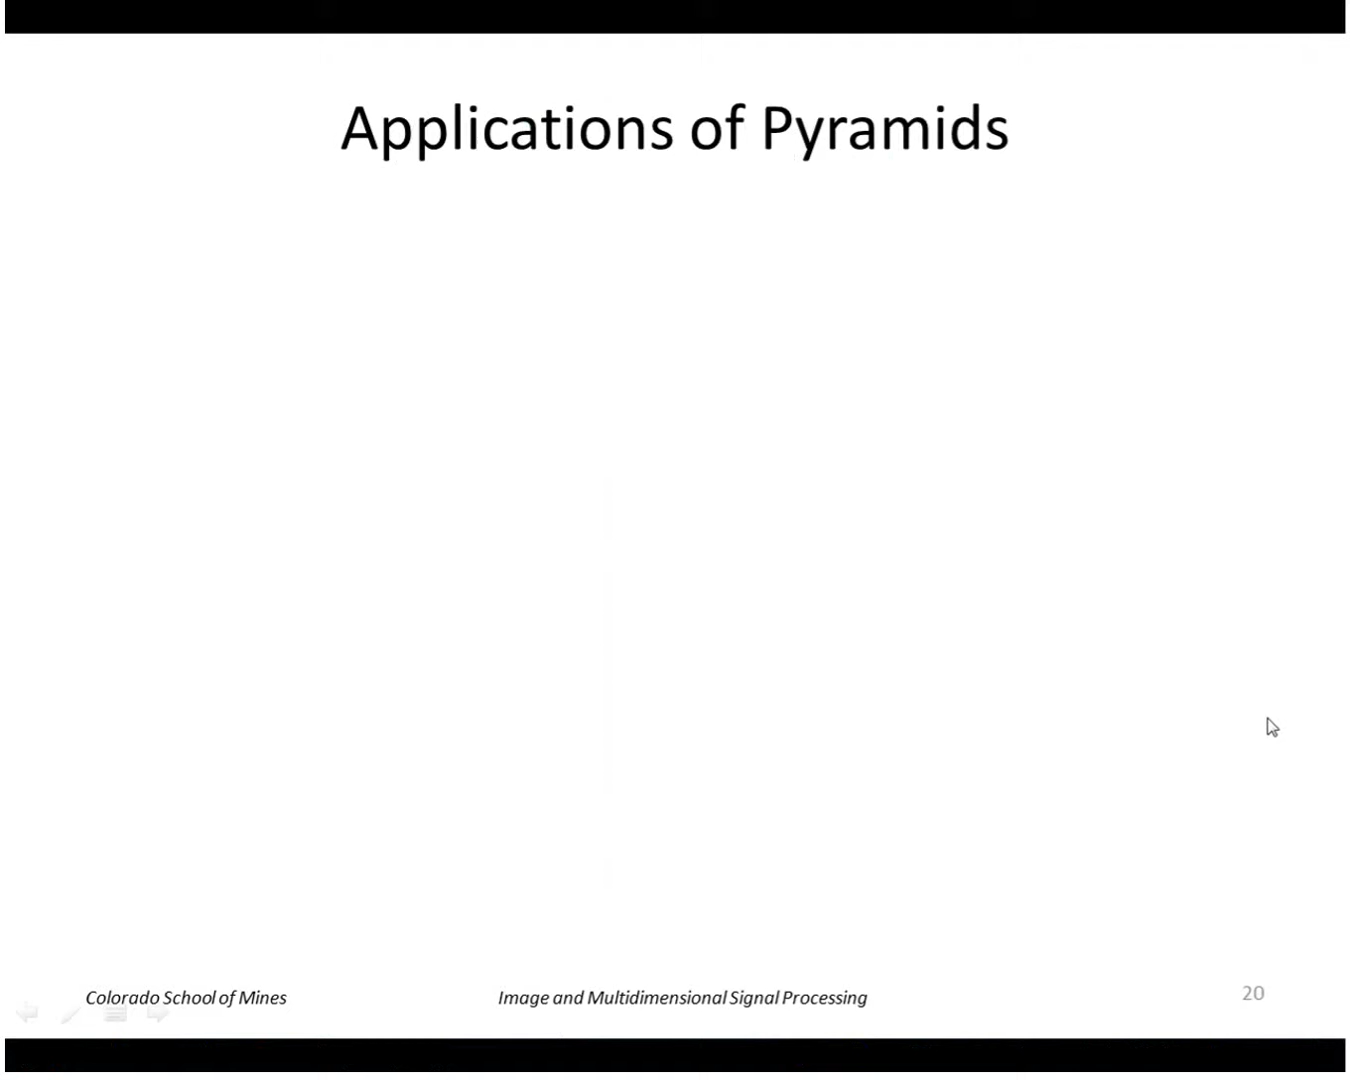 Applications of Pyramids
Colorado School of Mines
Image and Multidimensional Signal Processing
20